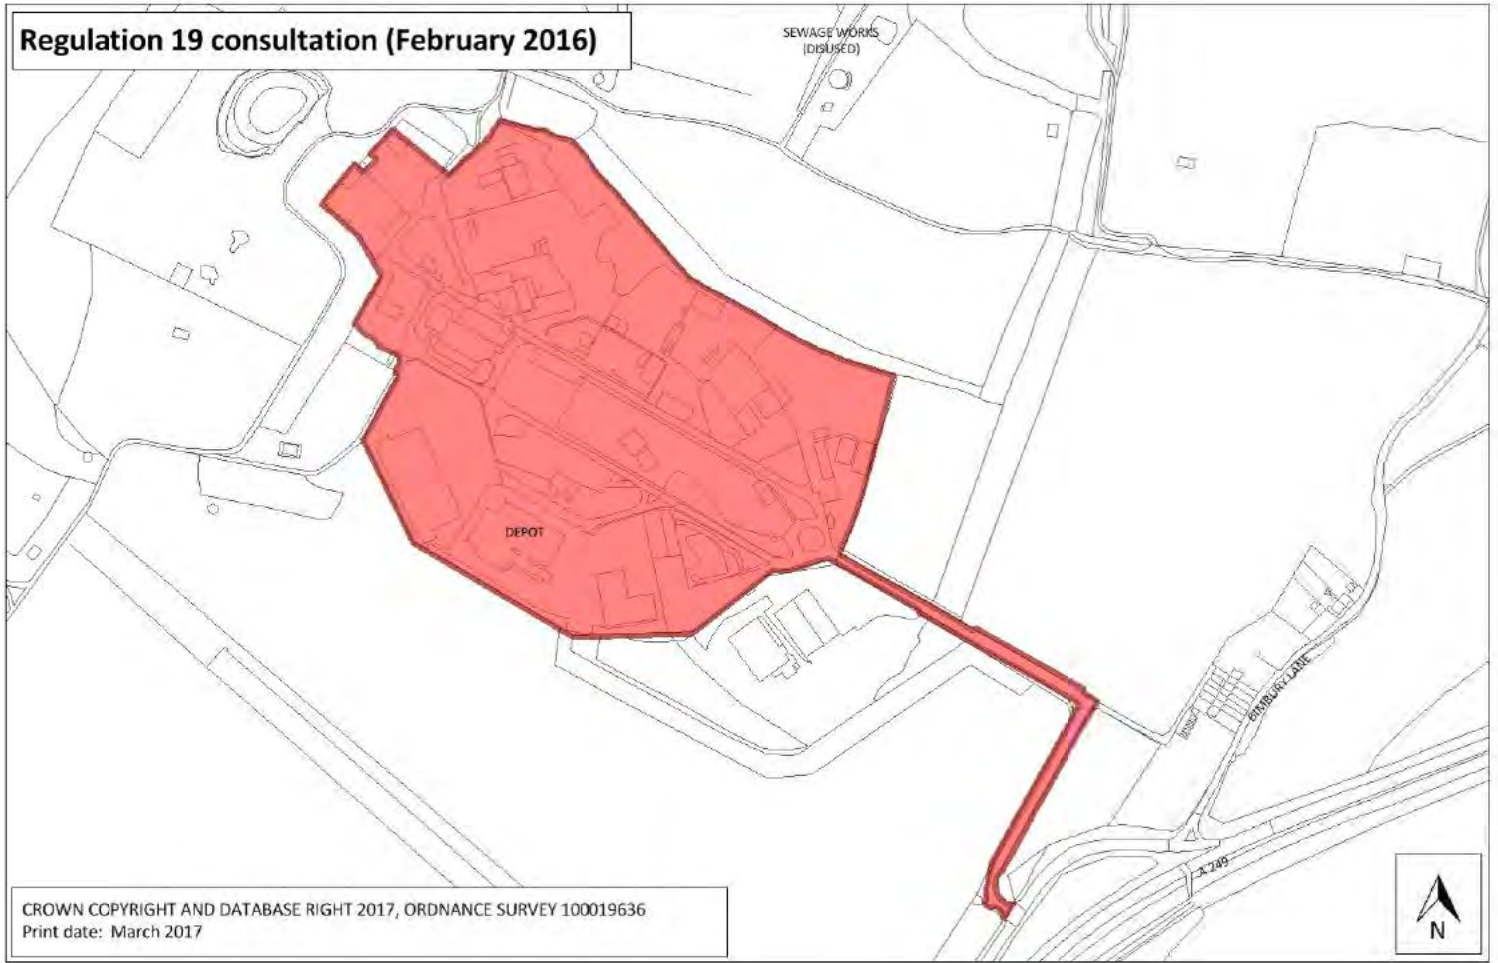 Regulation 19 consultation (February 2016)
SEWAGE WORKS
(DISUSED)
DEPOT
BIMBURY LANE
A 249
CROWN COPYRIGHT AND DATABASE RIGHT 2017, ORDNANCE SURVEY 100019636
Print date: March 2017
N